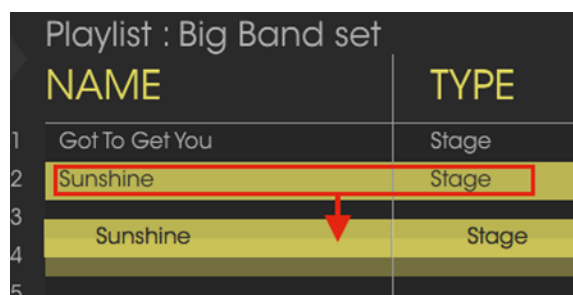 Playlist : Big Band set
NAME TYPE
1 Got To Get You Stage
2 Sunshine Stage
3
Sunshine Stage
4
5